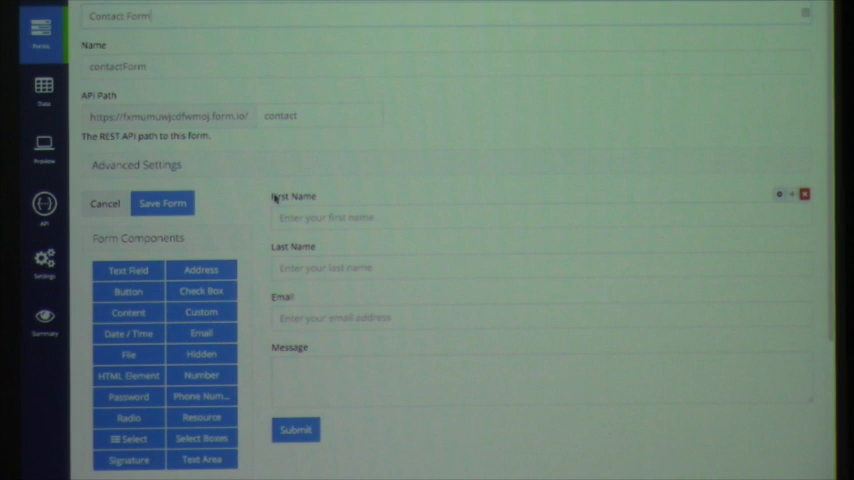 Contact Form
Name
contactForm
API Path
https://fxmumuwjcdfwmoj.form.io/ contact
The REST API path to this form.
Advanced Settings
Cancel Save Form
Form Components
Text Field Address
Button Check Box
Content Custom
Date / Time Email
File Hidden
HTML Element Number
Password Phone Num...
Radio Resource
Select Select Boxes
Signature Text Area
First Name
Enter your first name
Last Name
Enter your last name
Email
Enter your email address
Message
Submit
Forms
Data
Preview
API
Settings
Summary